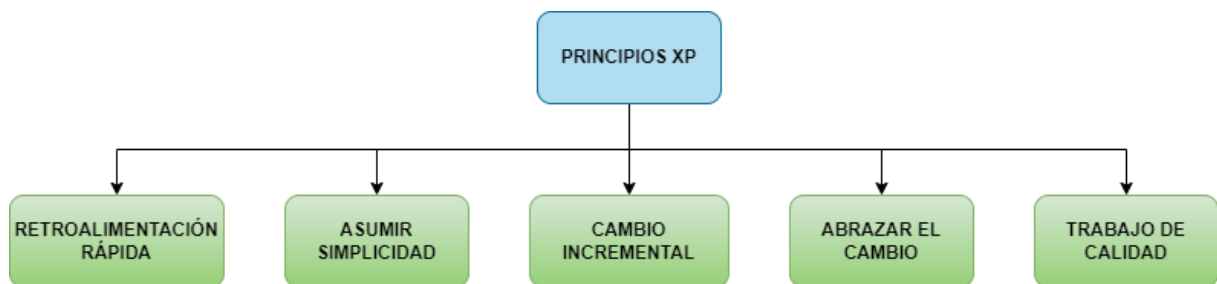 PRINCIPIOS XP
RETROALIMENTACIÓN
RÁPIDA
ASUMIR
SIMPLICIDAD
CAMBIO
INCREMENTAL
ABRAZAR EL
CAMBIO
TRABAJO DE
CALIDAD